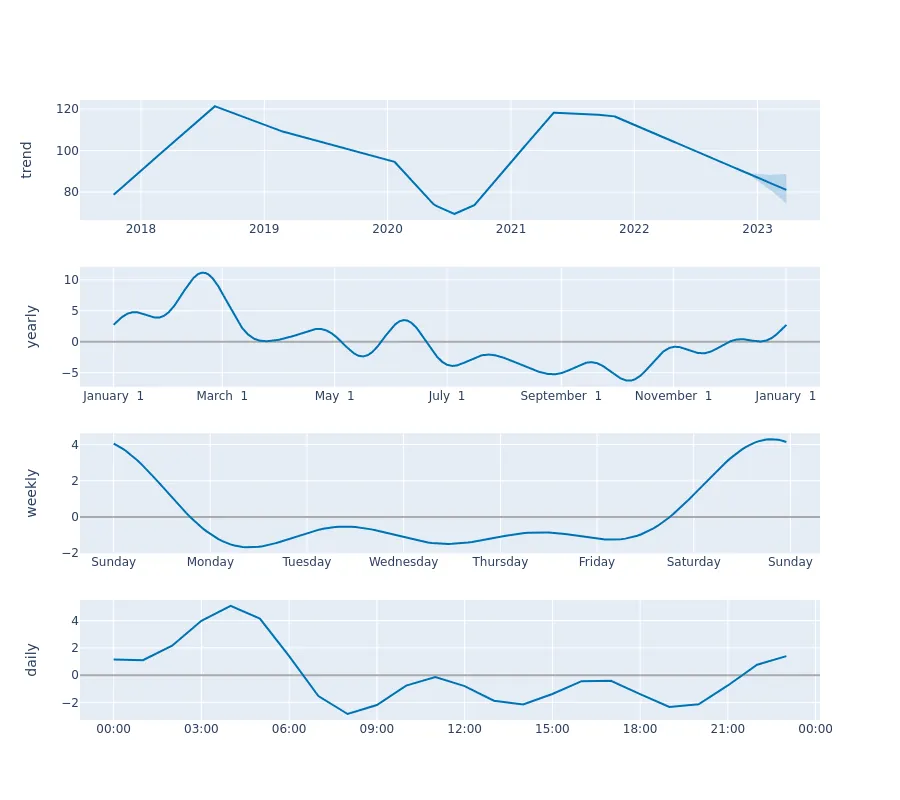 120
100
80
trend
2018 2019 2020 2021 2022 2023
10
5
0
−5
yearly
January 1 March 1 May 1 July 1 September 1 November 1 January 1
4
2
0
−2
weekly
Sunday Monday Tuesday Wednesday Thursday Friday Saturday Sunday
4
2
0
−2
daily
00:00 03:00 06:00 09:00 12:00 15:00 18:00 21:00 00:00